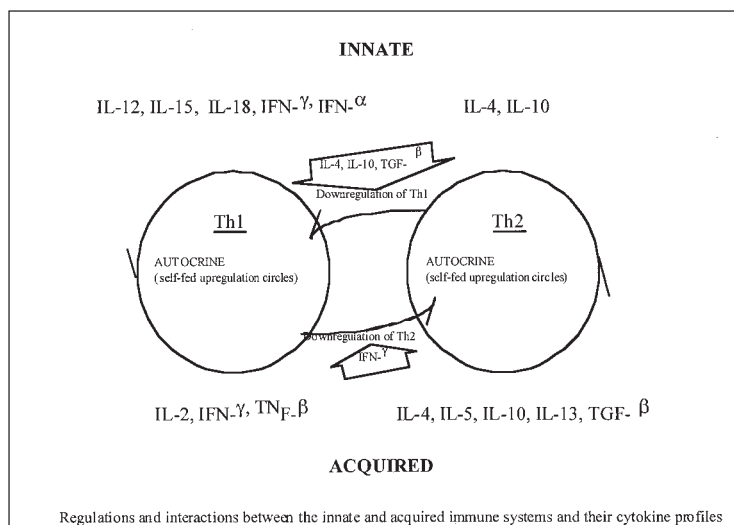 INNATE
IL-12, IL-15, IL-18, IFN-γ, IFN-α
IL-4, IL-10
IL-4, IL-10, TGF-β
Downregulation of Th1
Th1
Th2
AUTOCRINE
(self-fed upregulation circles)
AUTOCRINE
(self-fed upregulation circles)
Downregulation of Th2
IFN-γ
IL-2, IFN-γ, TNF-β
IL-4, IL-5, IL-10, IL-13, TGF- β
ACQUIRED
Regulations and interactions between the innate and acquired immune systems and their cytokine profiles